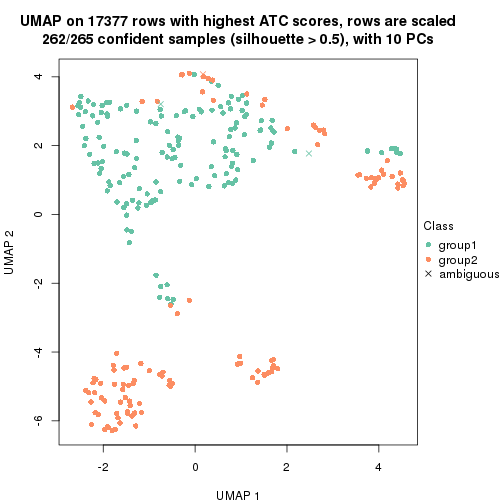 UMAP on 17377 rows with highest ATC scores, rows are scaled
262/265 confident samples (silhouette > 0.5), with 10 PCs
4
2
0
-2
-4
-6
UMAP 2
Class
group1
group2
ambiguous
-2
0
2
4
UMAP 1